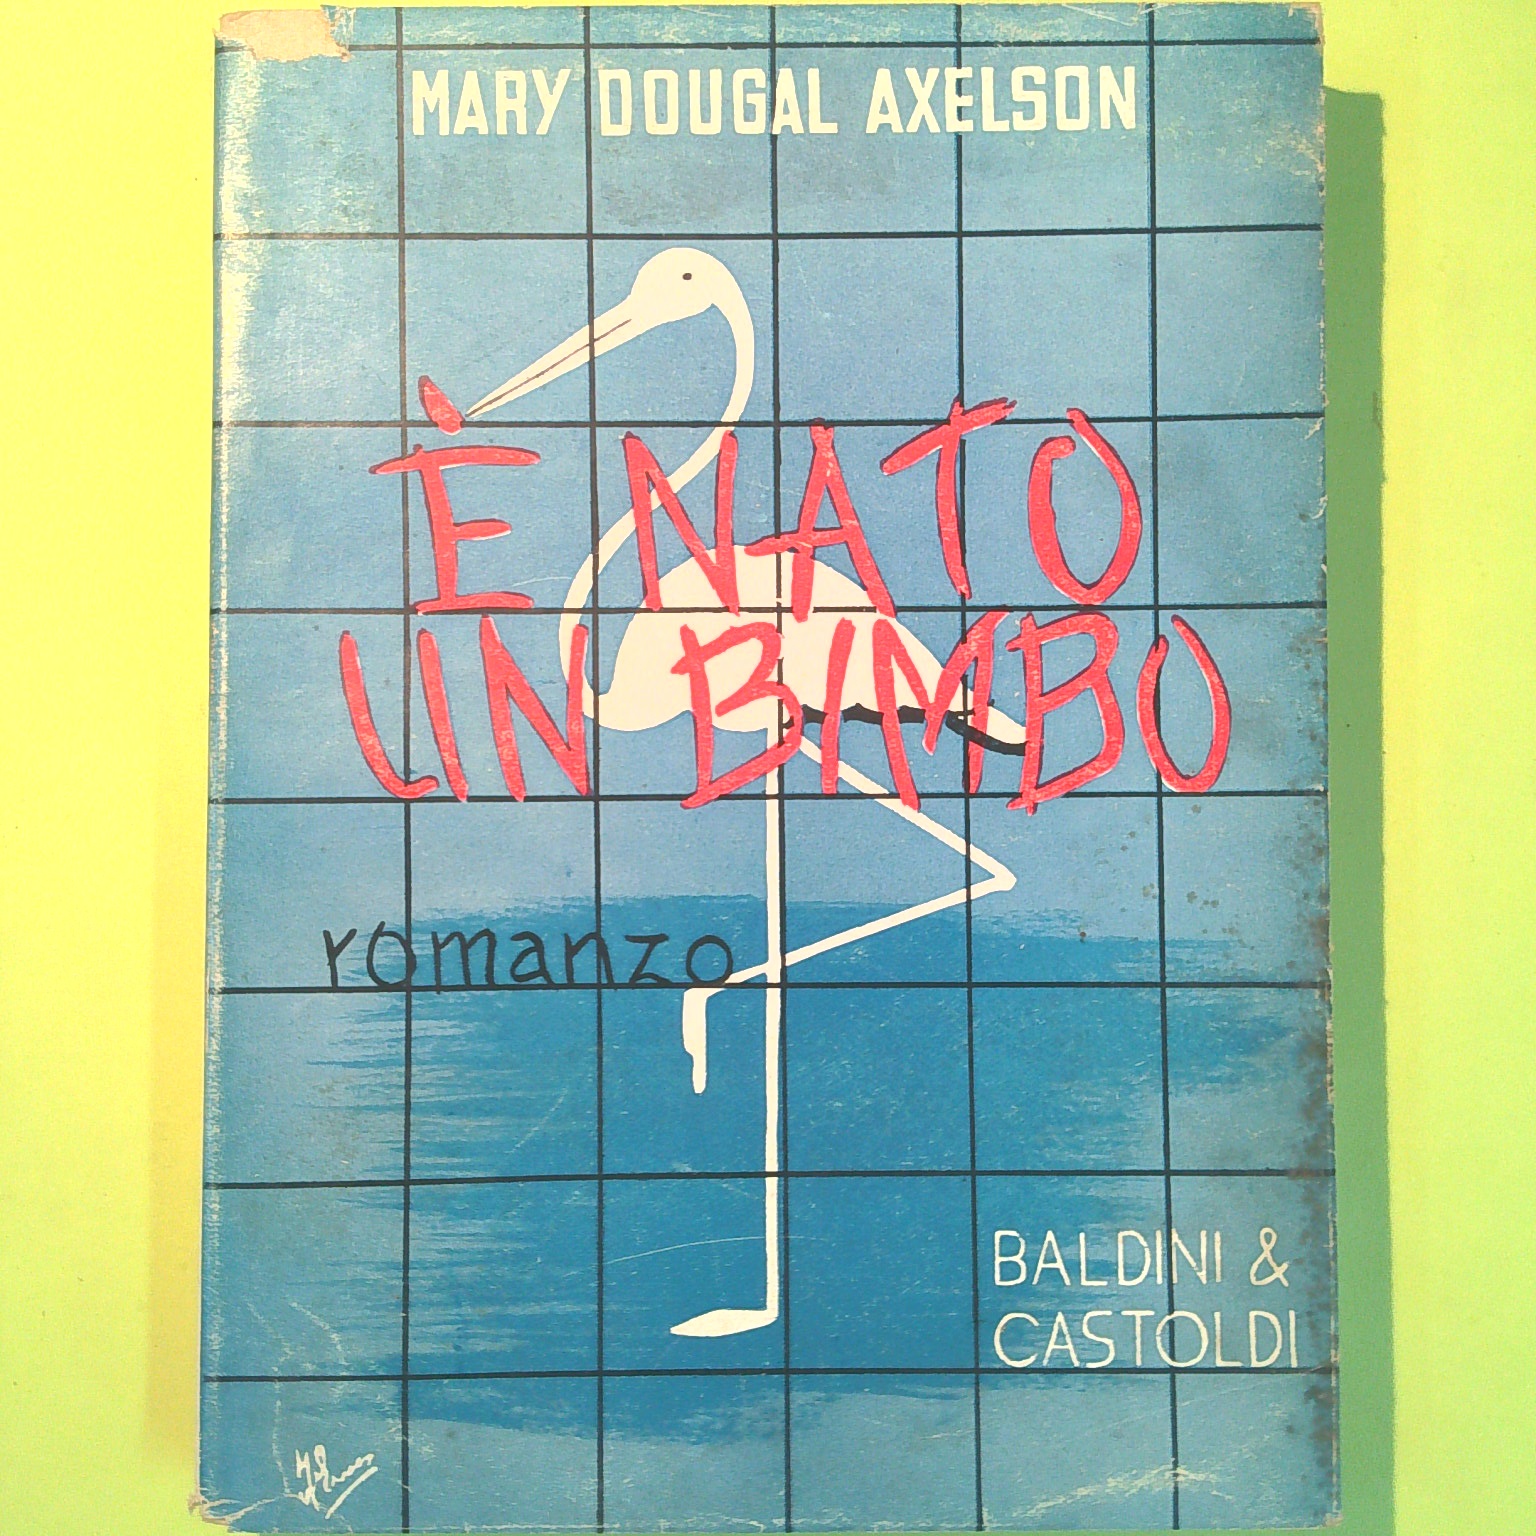 MARY DOUGAL AXELSON
È NATO
UN BIMBO
romanzo
BALDINI &
CASTOLDI